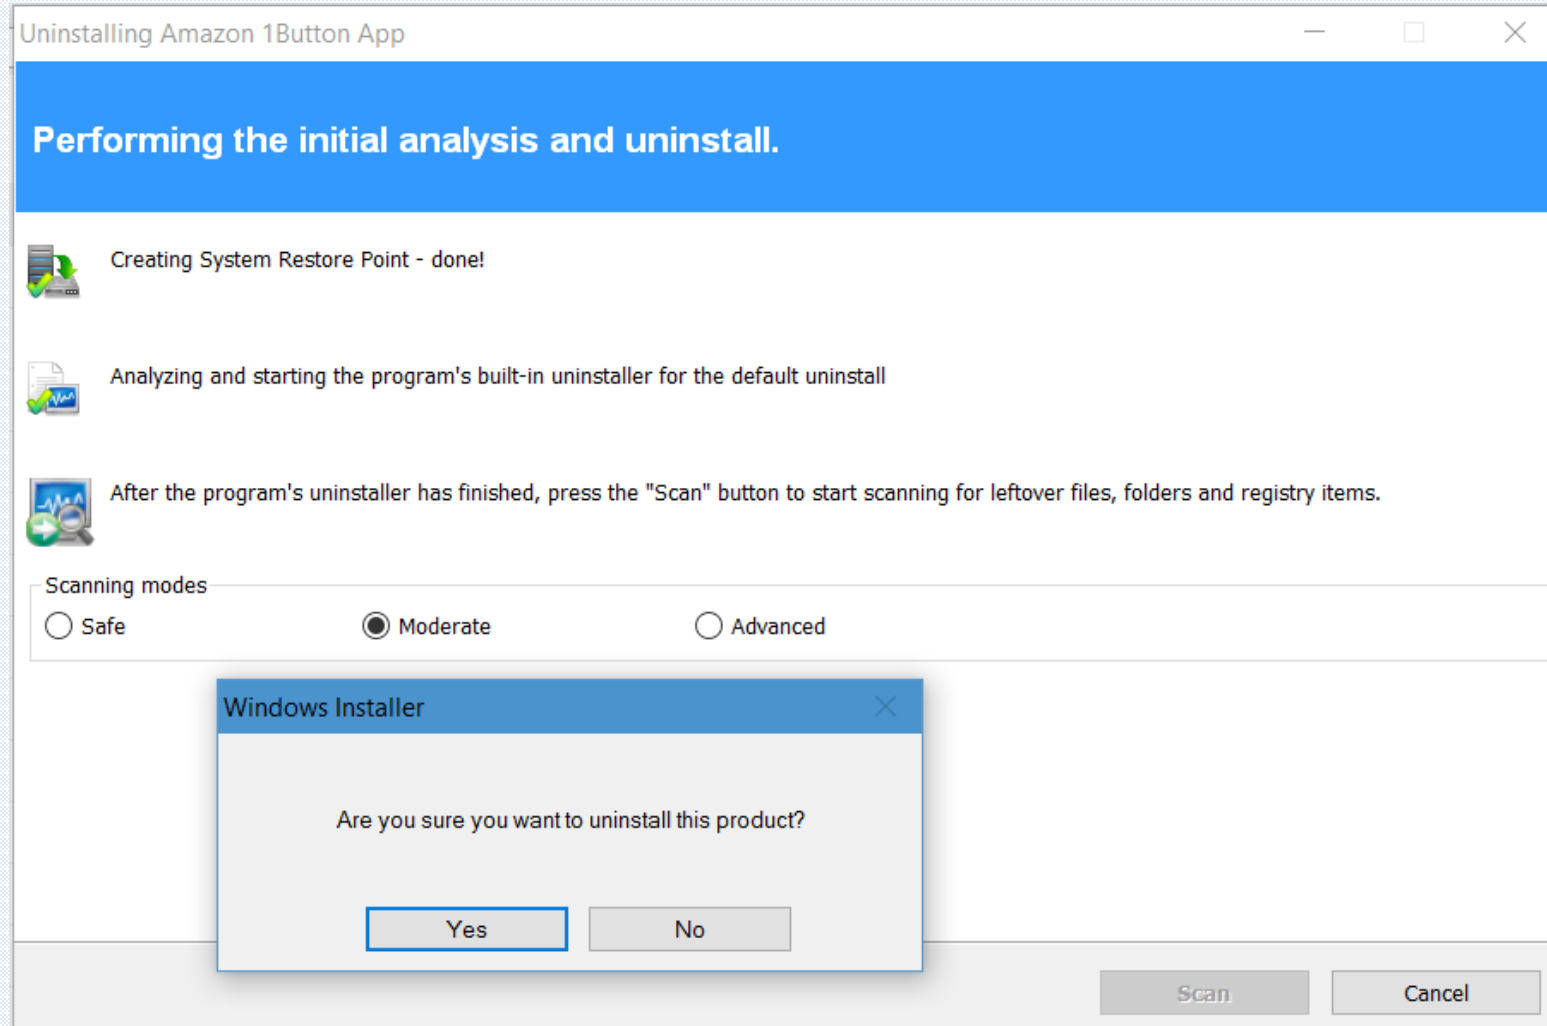 Uninstalling Amazon 1Button App
Performing the initial analysis and uninstall.
Creating System Restore Point - done!
Analyzing and starting the program's built-in uninstaller for the default uninstall
After the program's uninstaller has finished, press the "Scan" button to start scanning for leftover files, folders and registry items.
Scanning modes
Safe Moderate Advanced
Windows Installer
Are you sure you want to uninstall this product?
Yes No
Scan Cancel